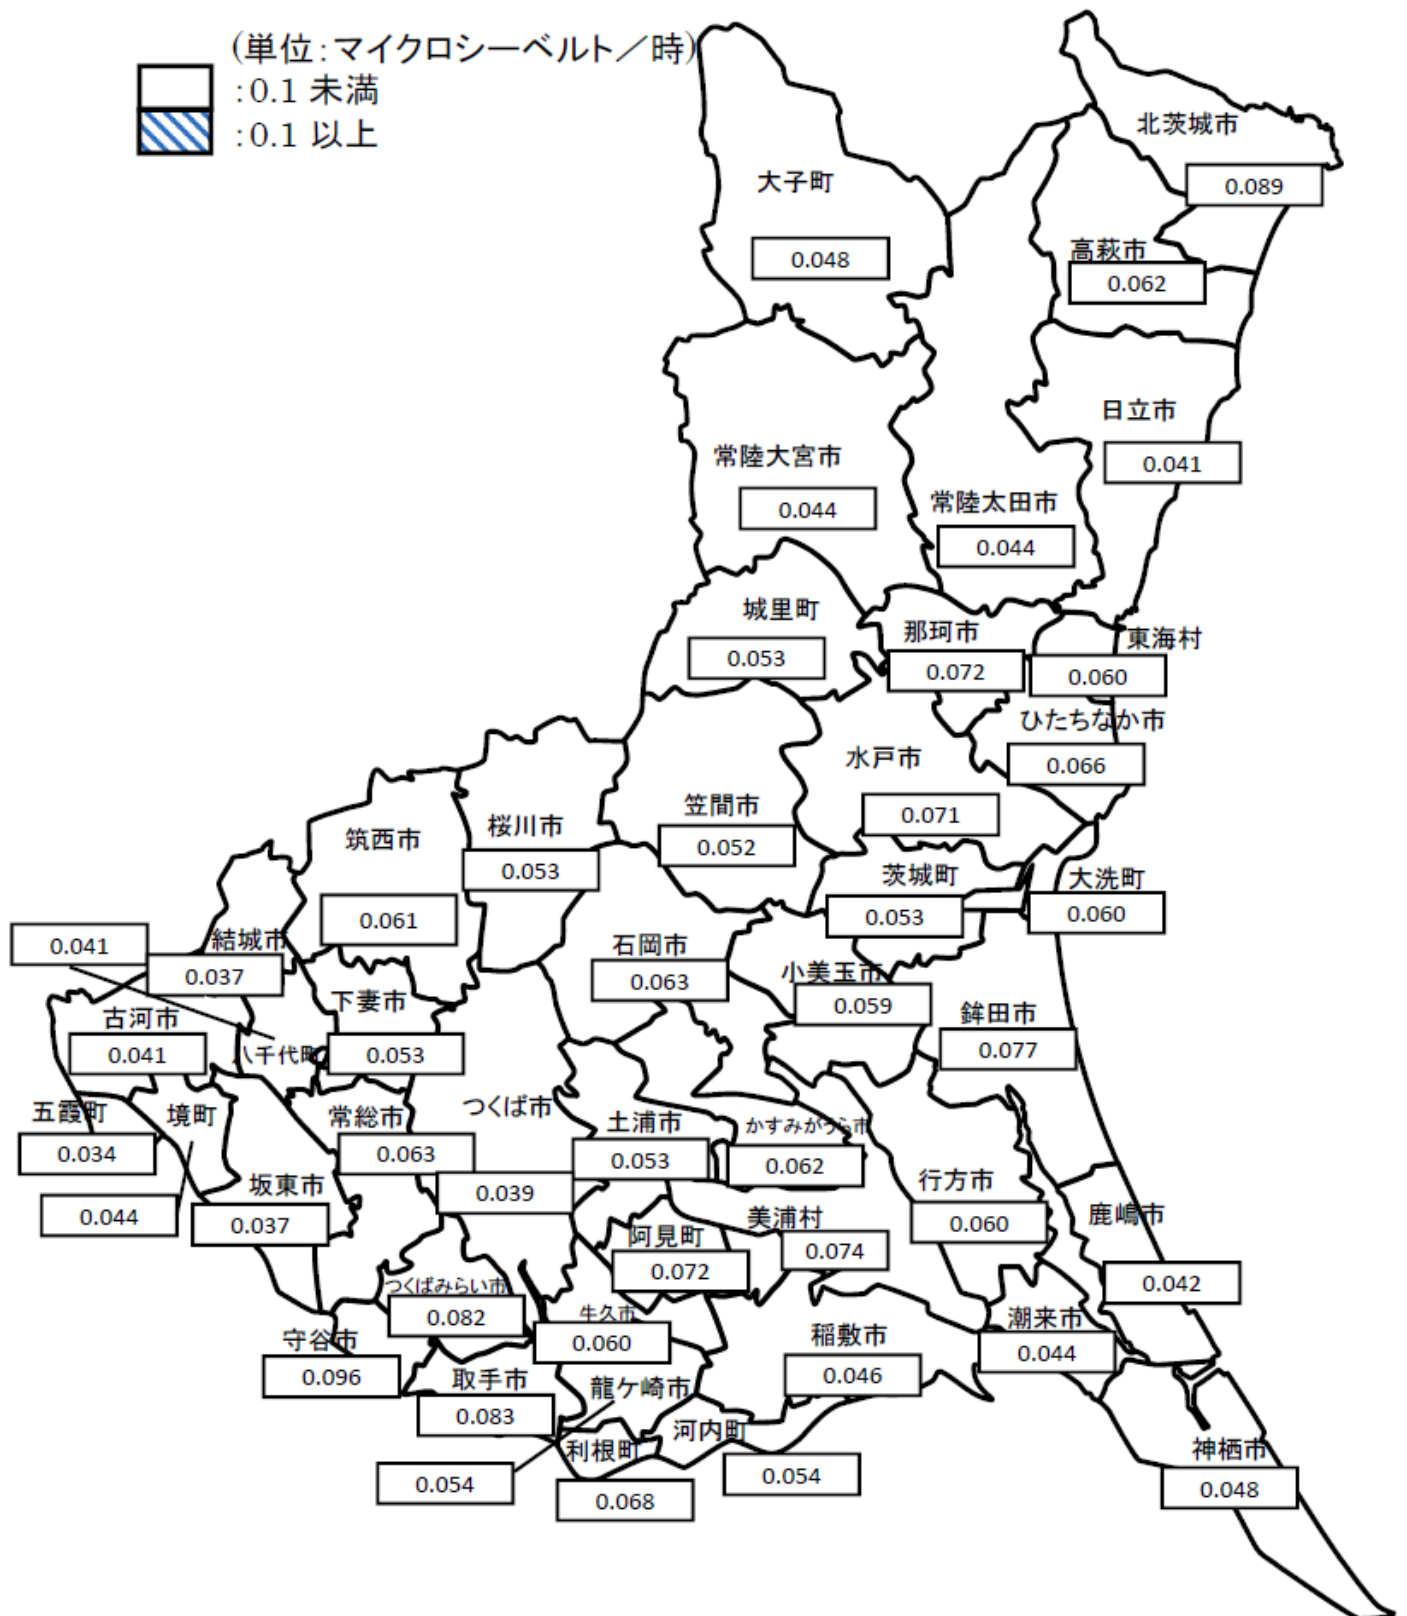 (単位:マイクロシーベルト/時)
:0.1 未満
:0.1 以上
北茨城市
0.089
大子町
0.048
高萩市
0.062
日立市
0.041
常陸大宮市
0.044
常陸太田市
0.044
城里町
0.053
那珂市
0.072
東海村
0.060
ひたちなか市
0.066
水戸市
0.071
笠間市
0.052
桜川市
0.053
筑西市
0.061
茨城町
0.053
大洗町
0.060
結城市
0.037
0.041
八千代町
石岡市
0.063
小美玉市
0.059
鉾田市
0.077
下妻市
0.053
古河市
0.041
五霞町
0.034
境町
0.044
常総市
0.063
つくば市
0.039
土浦市
0.053
かすみがうら市
0.062
坂東市
0.037
行方市
0.060
鹿嶋市
0.042
美浦村
0.074
阿見町
0.072
つくばみらい市
0.082
牛久市
0.060
守谷市
0.096
稲敷市
0.046
潮来市
0.044
取手市
0.083
龍ケ崎市
0.054
河内町
0.054
利根町
0.068
神栖市
0.048